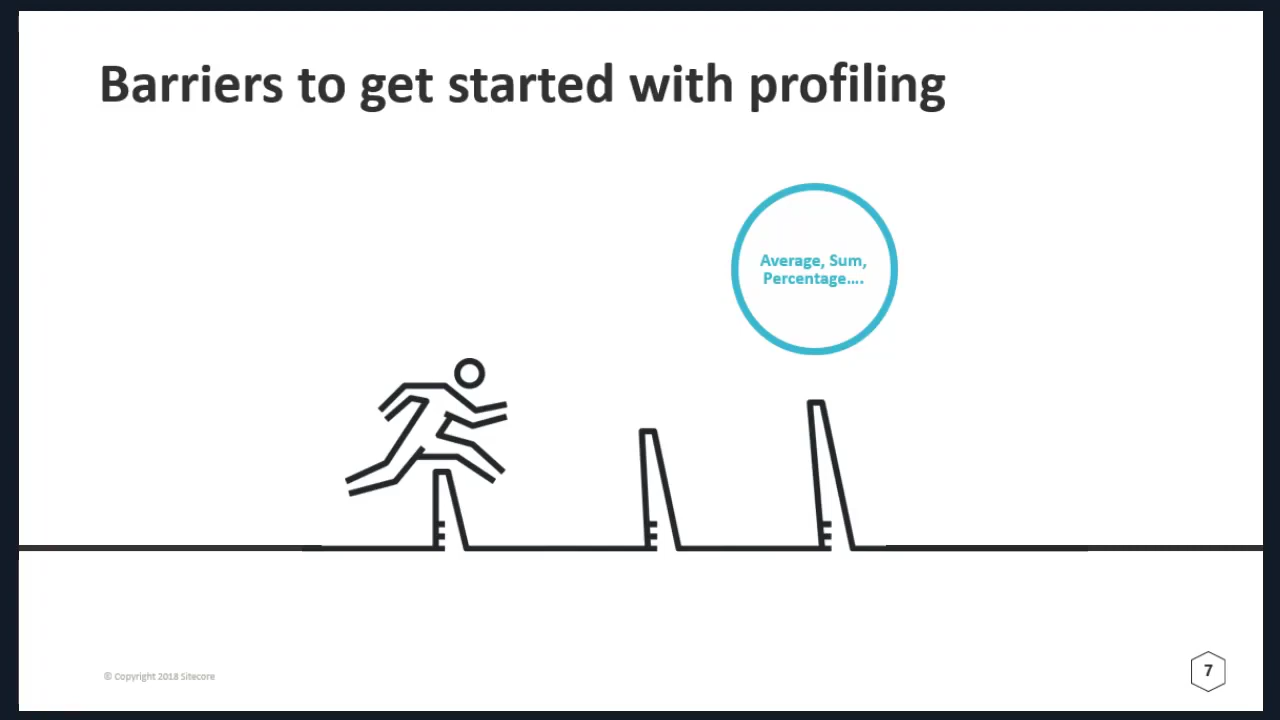 Barriers to get started with profiling
Average, Sum,
Percentage....
© Copyright 2018 Sitecore
7